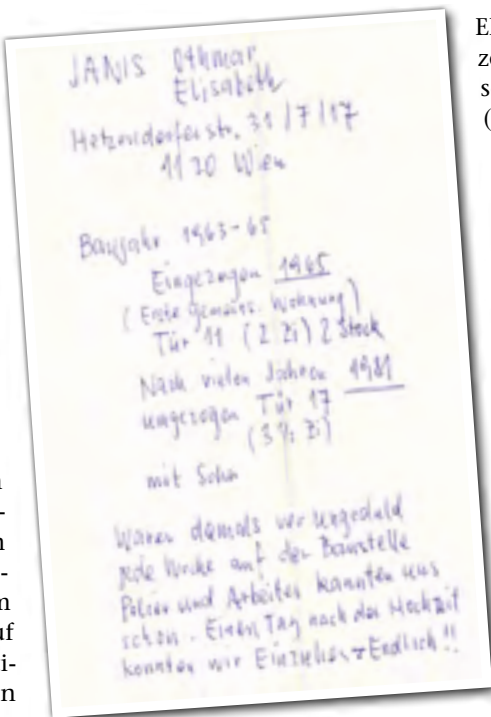 JANIS Othmar
Elisabeth
Hetzendorferstr. 31/7/17
1120 Wien
Baujahr 1963-65
Eingezogen 1965
(Erste gemeins. Wohnung)
Tür 11 (2 Zi) 2 Stock
Nach vielen Jahren 1981
umgezogen Tür 17
(3½ Zi)
mit Sohn
Waren damals vor Ungeduld
jede Woche auf der Baustelle
Polier und Arbeiter kannten uns
schon. Einen Tag nach der Hochzeit
konnten wir Einziehen - Endlich!!